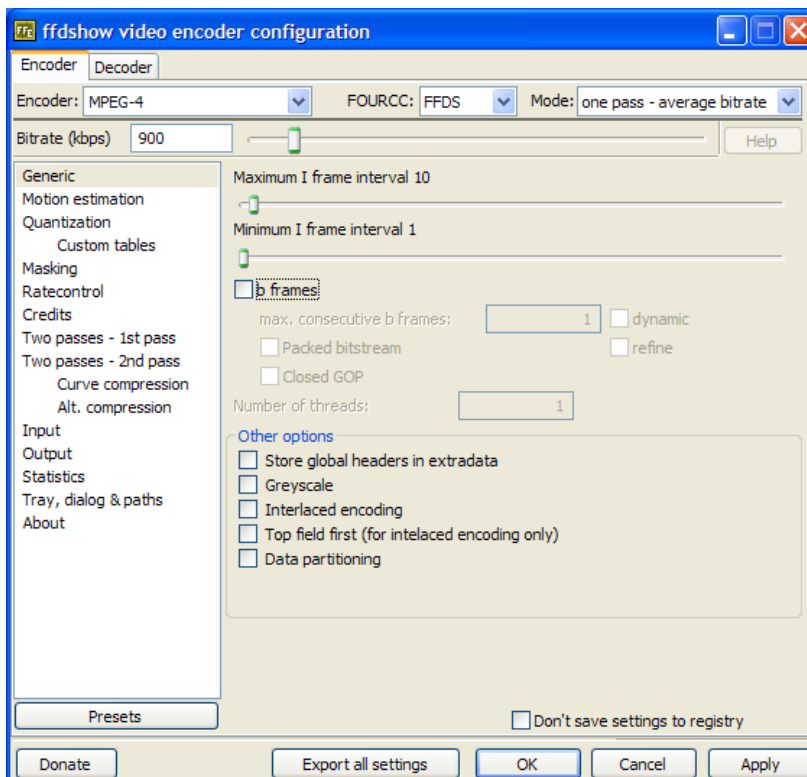 FFE ffdshow video encoder configuration
Encoder Decoder
Encoder: MPEG-4 FOURCC: FFDS Mode: one pass - average bitrate
Bitrate (kbps) 900 Help
Generic
Motion estimation
Quantization
Custom tables
Masking
Ratecontrol
Credits
Two passes - 1st pass
Two passes - 2nd pass
Curve compression
Alt. compression
Input
Output
Statistics
Tray, dialog & paths
About
Presets
Maximum I frame interval 10
Minimum I frame interval 1
b frames
max. consecutive b frames: 1 dynamic
Packed bitstream refine
Closed GOP
Number of threads: 1
Other options
Store global headers in extradata
Greyscale
Interlaced encoding
Top field first (for intelaced encoding only)
Data partitioning
Don't save settings to registry
Donate Export all settings OK Cancel Apply